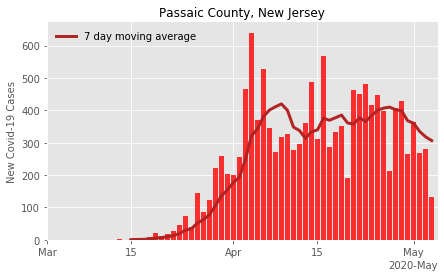 Passaic County, New Jersey
7 day moving average
New Covid-19 Cases
600
500
400
300
200
100
0
Mar 15 Apr 15 May
2020-May